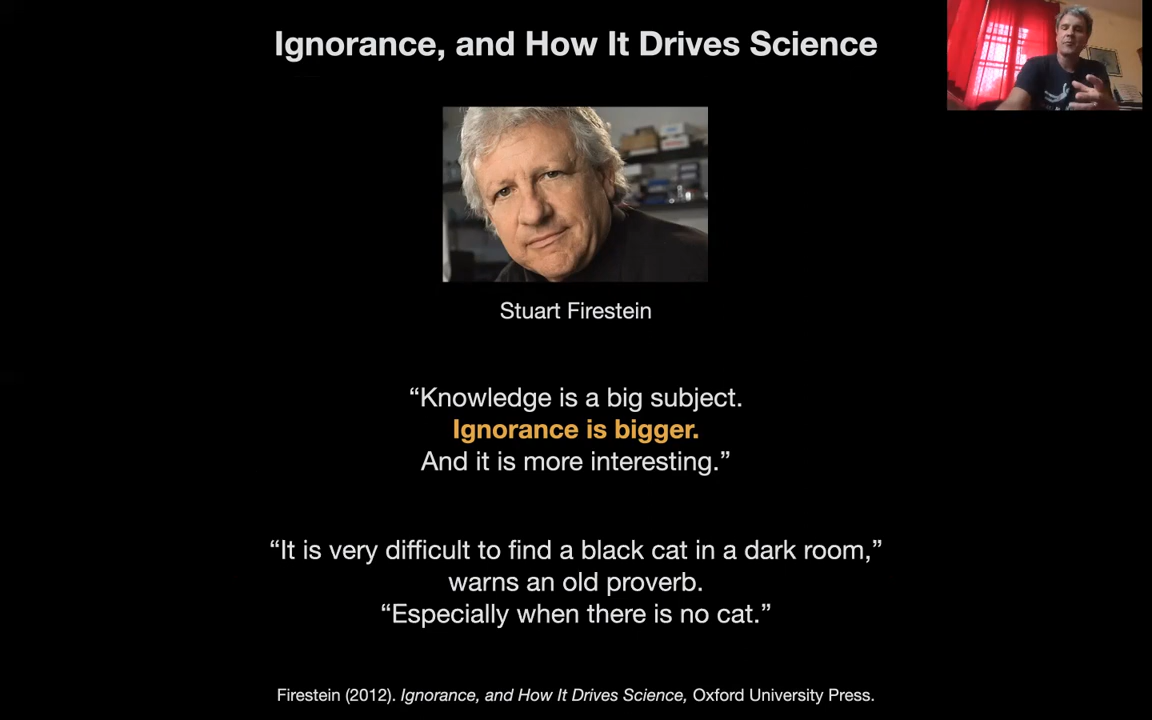 Ignorance, and How It Drives Science
Stuart Firestein
“Knowledge is a big subject.
Ignorance is bigger.
And it is more interesting.”
“It is very difficult to find a black cat in a dark room,”
warns an old proverb.
“Especially when there is no cat.”
Firestein (2012). Ignorance, and How It Drives Science, Oxford University Press.